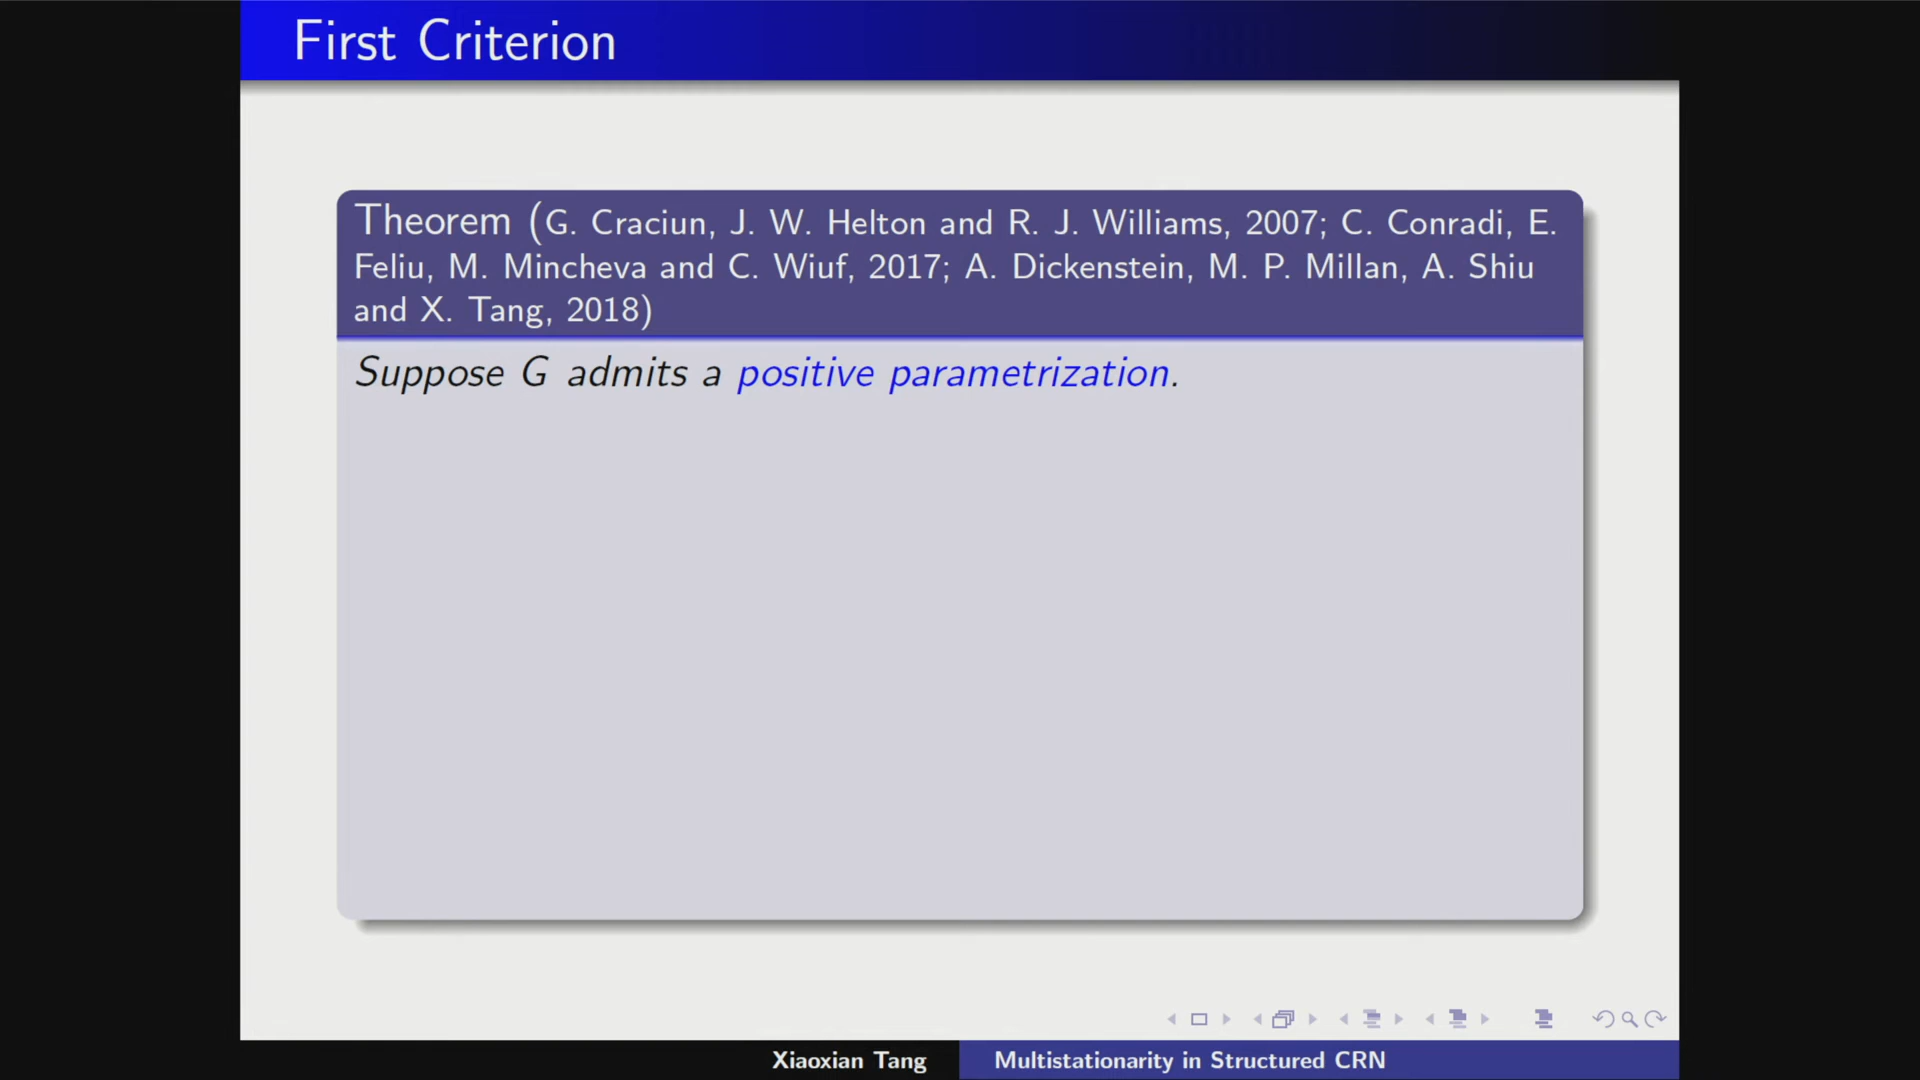 First Criterion
Theorem (G. Craciun, J. W. Helton and R. J. Williams, 2007; C. Conradi, E.
Feliu, M. Mincheva and C. Wiuf, 2017; A. Dickenstein, M. P. Millan, A. Shiu
and X. Tang, 2018)
Suppose G admits a positive parametrization.
Xiaoxian Tang
Multistationarity in Structured CRN